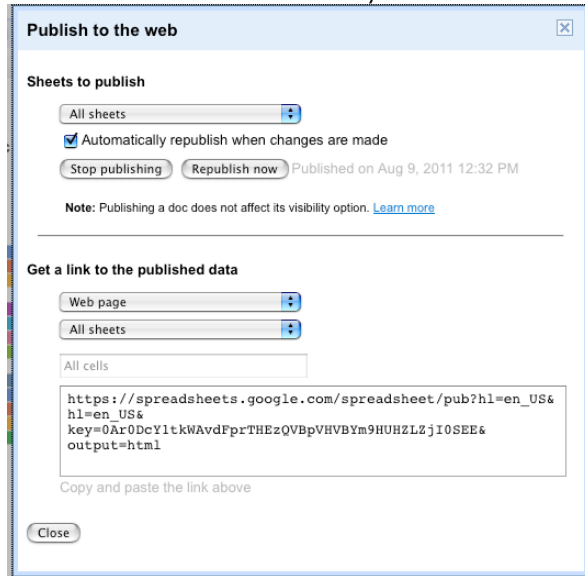 Publish to the web
Sheets to publish
All sheets
Automatically republish when changes are made
Stop publishing Republish now Published on Aug 9, 2011 12:32 PM
Note: Publishing a doc does not affect its visibility option. Learn more
Get a link to the published data
Web page
All sheets
All cells
https://spreadsheets.google.com/spreadsheet/pub?hl=en_US&
hl=en_US&
key=0Ar0DcYltkWAvdFprTHEzQVBpVHVBYm9HUHZLZjI0SEE&
output=html
Copy and paste the link above
Close